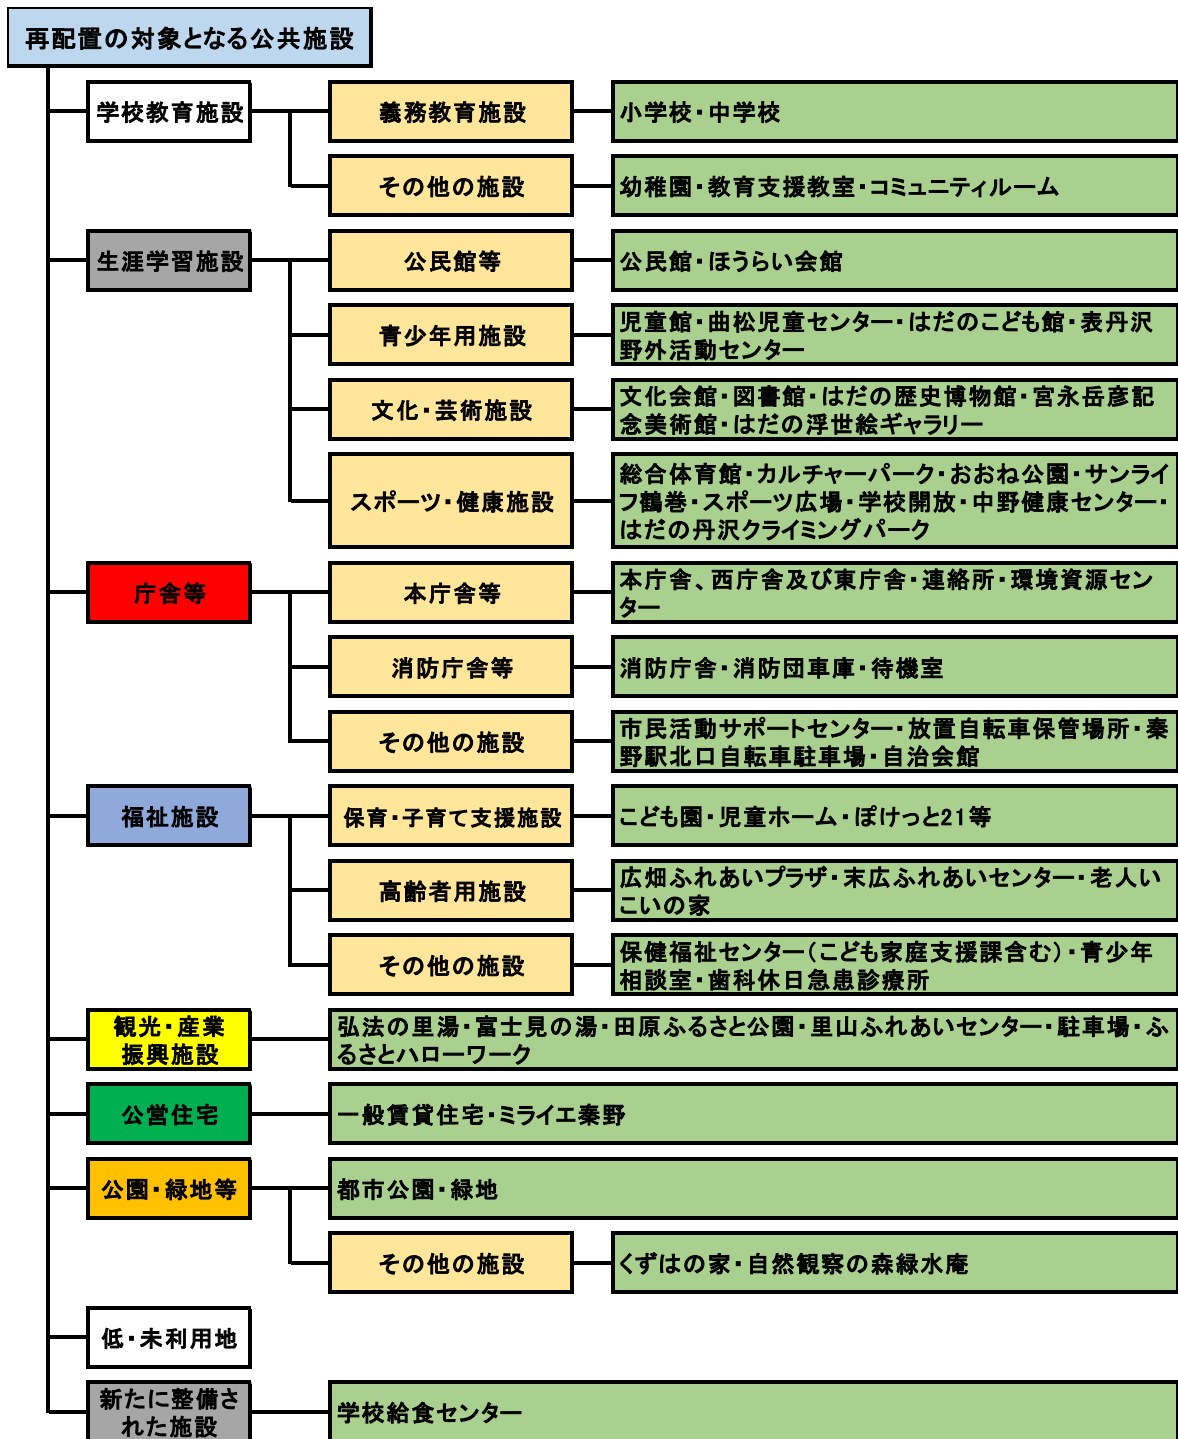 再配置の対象となる公共施設
学校教育施設
義務教育施設
小学校・中学校
その他の施設
幼稚園・教育支援教室・コミュニティルーム
生涯学習施設
公民館等
公民館・ほうらい会館
青少年用施設
児童館・曲松児童センター・はだのこども館・表丹沢
野外活動センター
文化・芸術施設
文化会館・図書館・はだの歴史博物館・宮永岳彦記
念美術館・はだの浮世絵ギャラリー
スポーツ・健康施設
総合体育館・カルチャーパーク・おおね公園・サンライ
フ鶴巻・スポーツ広場・学校開放・中野健康センター・
はだの丹沢クライミングパーク
庁舎等
本庁舎等
本庁舎、西庁舎及び東庁舎・連絡所・環境資源セン
ター
消防庁舎等
消防庁舎・消防団車庫・待機室
その他の施設
市民活動サポートセンター・放置自転車保管場所・秦
野駅北口自転車駐車場・自治会館
福祉施設
保育・子育て支援施設
こども園・児童ホーム・ぽけっと21等
高齢者用施設
広畑ふれあいプラザ・末広ふれあいセンター・老人い
こいの家
その他の施設
保健福祉センター（こども家庭支援課含む）・青少年
相談室・歯科休日急患診療所
観光・産業
振興施設
弘法の里湯・富士見の湯・田原ふるさと公園・里山ふれあいセンター・駐車場・ふ
るさとハローワーク
公営住宅
一般賃貸住宅・ミライエ秦野
公園・緑地等
都市公園・緑地
その他の施設
くずはの家・自然観察の森緑水庵
低・未利用地
新たに整備さ
れた施設
学校給食センター